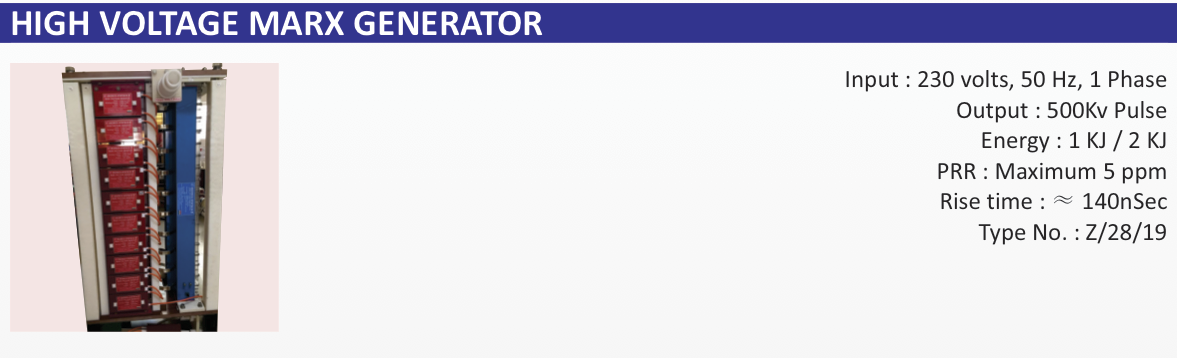 HIGH VOLTAGE MARX GENERATOR
Input : 230 volts, 50 Hz, 1 Phase
Output : 500Kv Pulse
Energy : 1 KJ / 2 KJ
PRR : Maximum 5 ppm
Rise time : ≈ 140nSec
Type No. : Z/28/19